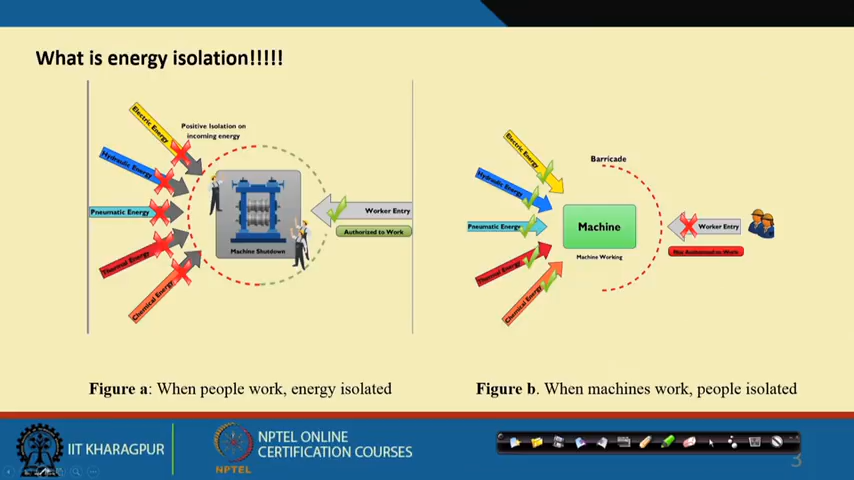 What is energy isolation!!!!!
Electric Energy
Hydraulic Energy
Pneumatic Energy
Thermal Energy
Chemical Energy
Positive Isolation on
incoming energy
Machine Shutdown
Worker Entry
Authorized to Work
Figure a: When people work, energy isolated
Electric Energy
Hydraulic Energy
Pneumatic Energy
Thermal Energy
Chemical Energy
Barricade
Machine
Machine Working
Worker Entry
Not Authorized to Work
Figure b. When machines work, people isolated
IIT KHARAGPUR
NPTEL
NPTEL ONLINE
CERTIFICATION COURSES
3